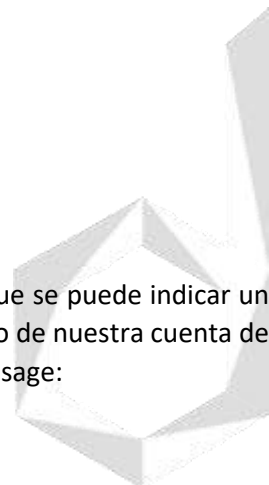 ue se puede indicar un
o de nuestra cuenta de
sage: